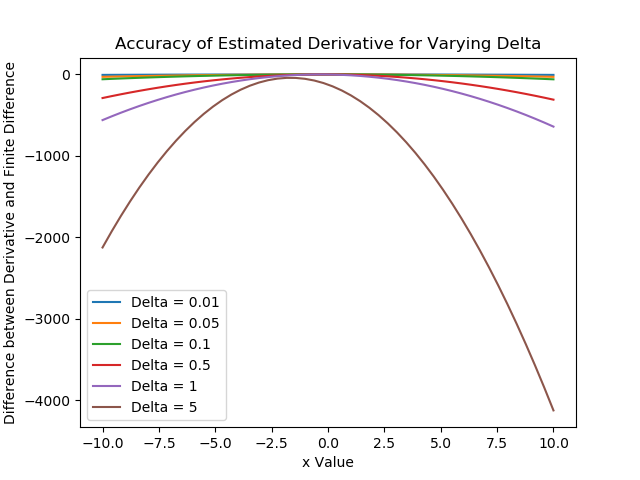 Accuracy of Estimated Derivative for Varying Delta
Difference between Derivative and Finite Difference
0
−1000
−2000
−3000
−4000
Delta = 0.01
Delta = 0.05
Delta = 0.1
Delta = 0.5
Delta = 1
Delta = 5
−10.0 −7.5 −5.0 −2.5 0.0 2.5 5.0 7.5 10.0
x Value